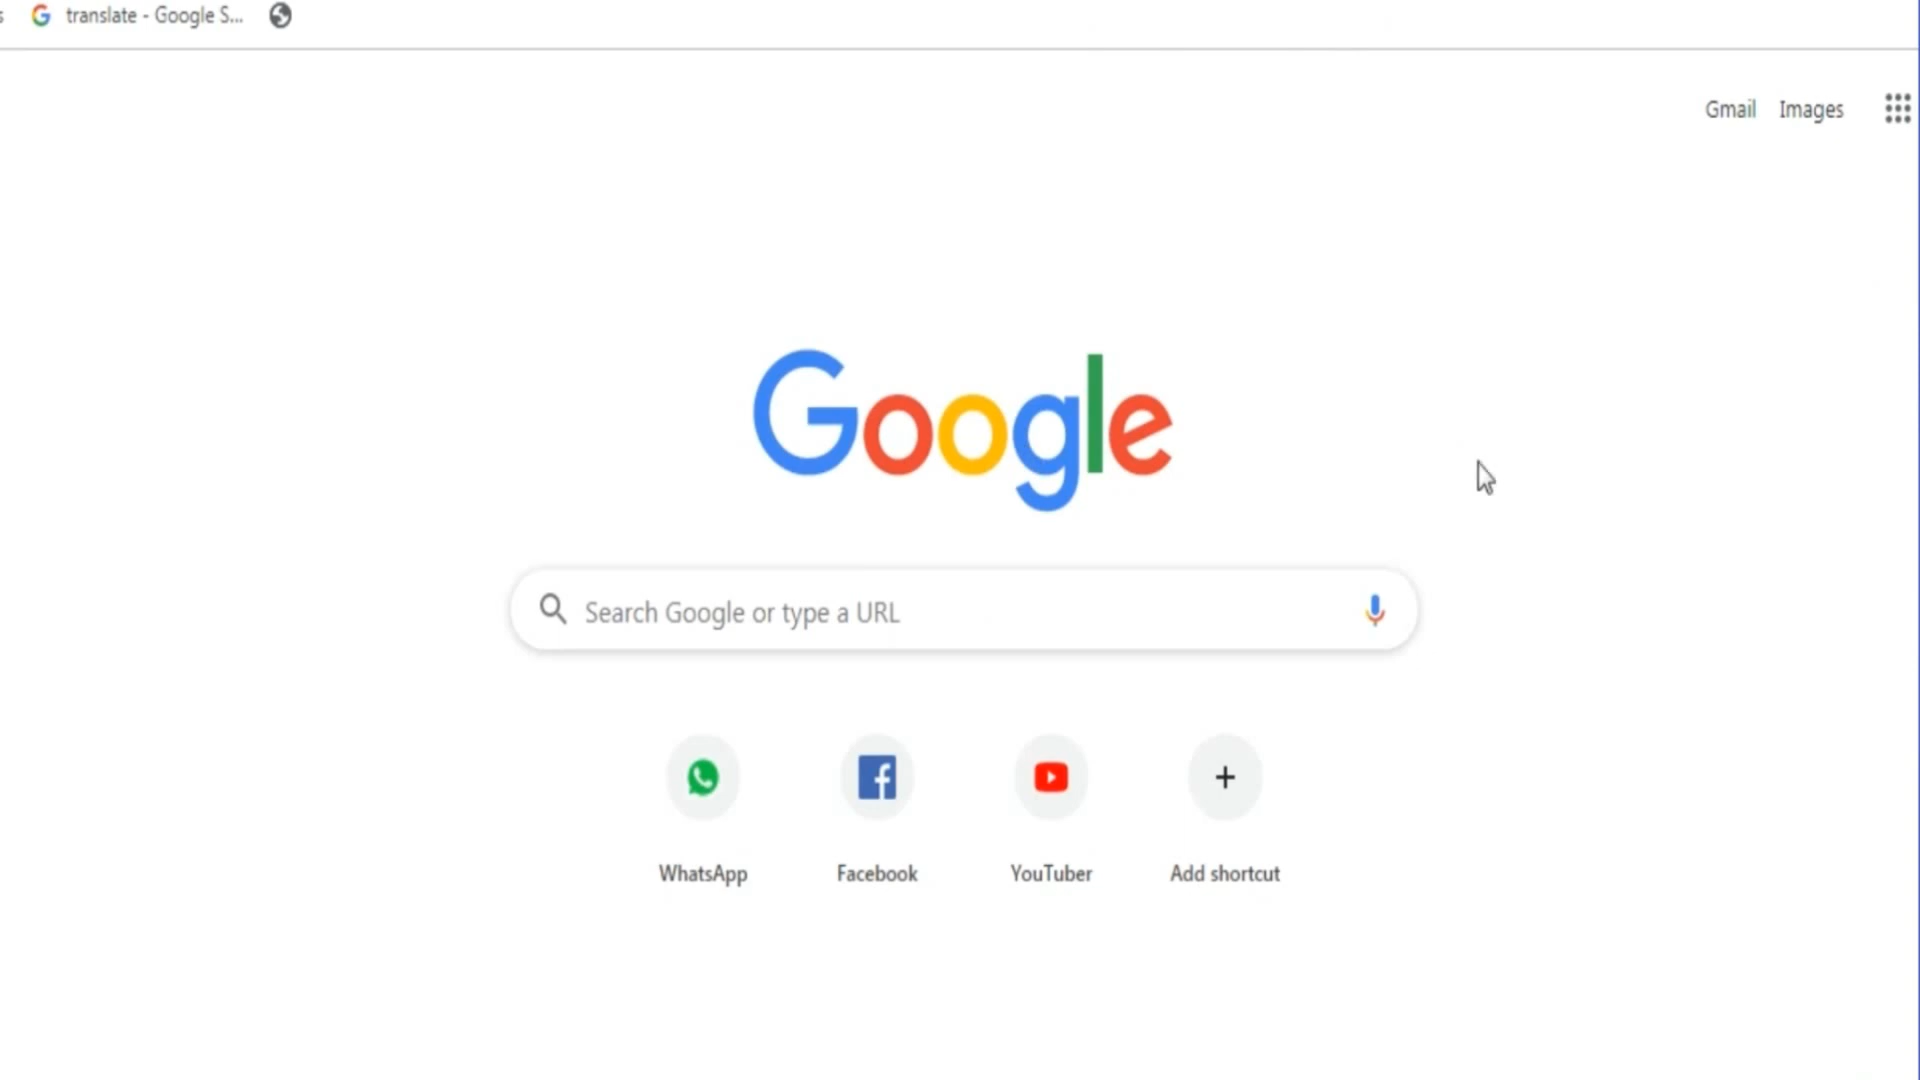 translate - Google S...
Gmail Images
Google
Search Google or type a URL
WhatsApp Facebook YouTuber Add shortcut